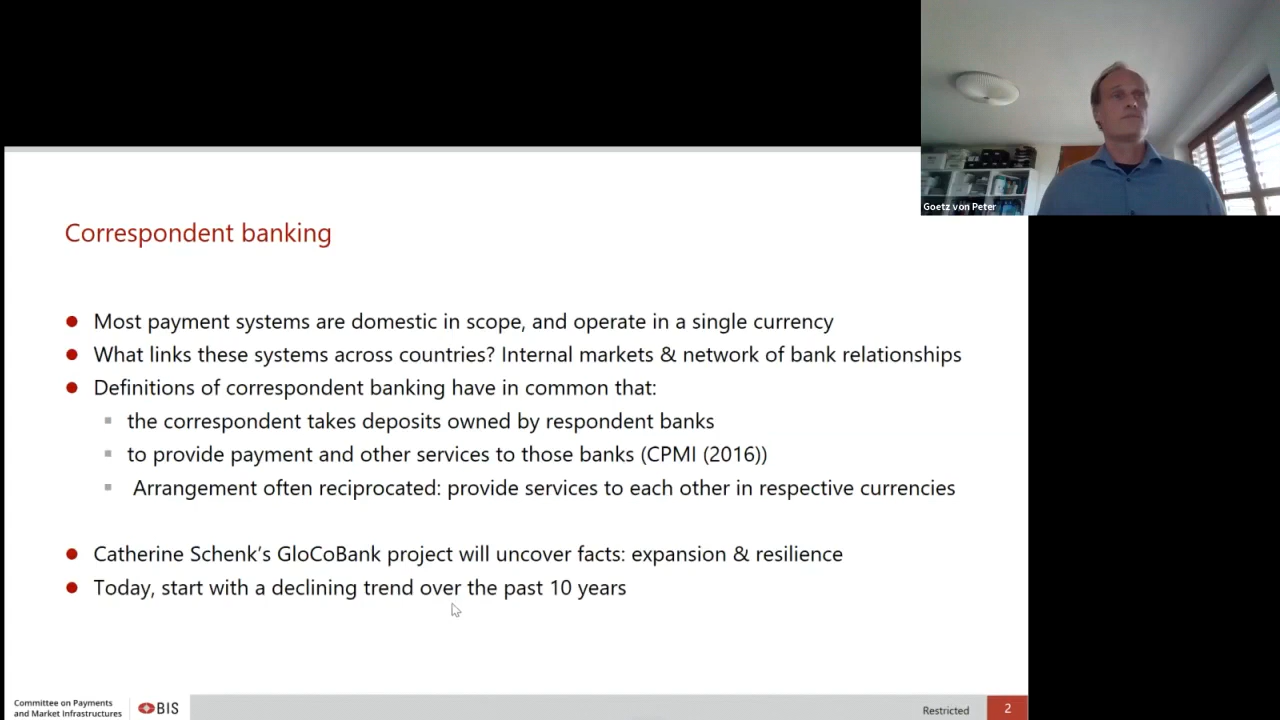 Goetz von Peter
Correspondent banking
Most payment systems are domestic in scope, and operate in a single currency
What links these systems across countries? Internal markets & network of bank relationships
Definitions of correspondent banking have in common that:
the correspondent takes deposits owned by respondent banks
to provide payment and other services to those banks (CPMI (2016))
Arrangement often reciprocated: provide services to each other in respective currencies
Catherine Schenk's GloCoBank project will uncover facts: expansion & resilience
Today, start with a declining trend over the past 10 years
Committee on Payments
and Market Infrastructures
BIS
Restricted
2